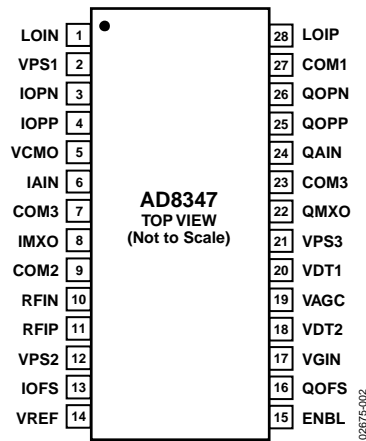 LOIN 1
VPS1 2
IOPN 3
IOPP 4
VCMO 5
IAIN 6
COM3 7
IMXO 8
COM2 9
RFIN 10
RFIP 11
VPS2 12
IOFS 13
VREF 14
AD8347
TOP VIEW
(Not to Scale)
28 LOIP
27 COM1
26 QOPN
25 QOPP
24 QAIN
23 COM3
22 QMXO
21 VPS3
20 VDT1
19 VAGC
18 VDT2
17 VGIN
16 QOFS
15 ENBL
02675-002